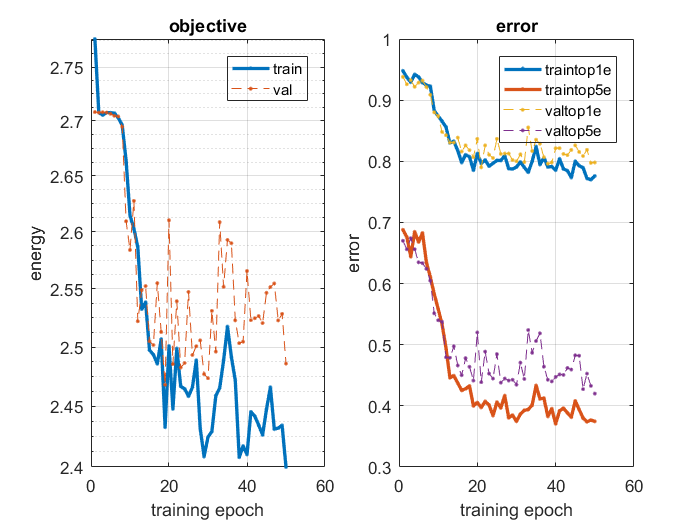 objective
2.75
2.7
2.65
2.6
2.55
2.5
2.45
2.4
energy
0
20
40
60
training epoch
train
val
error
1
0.9
0.8
0.7
0.6
0.5
0.4
0.3
error
0
20
40
60
training epoch
traintop1e
traintop5e
valtop1e
valtop5e